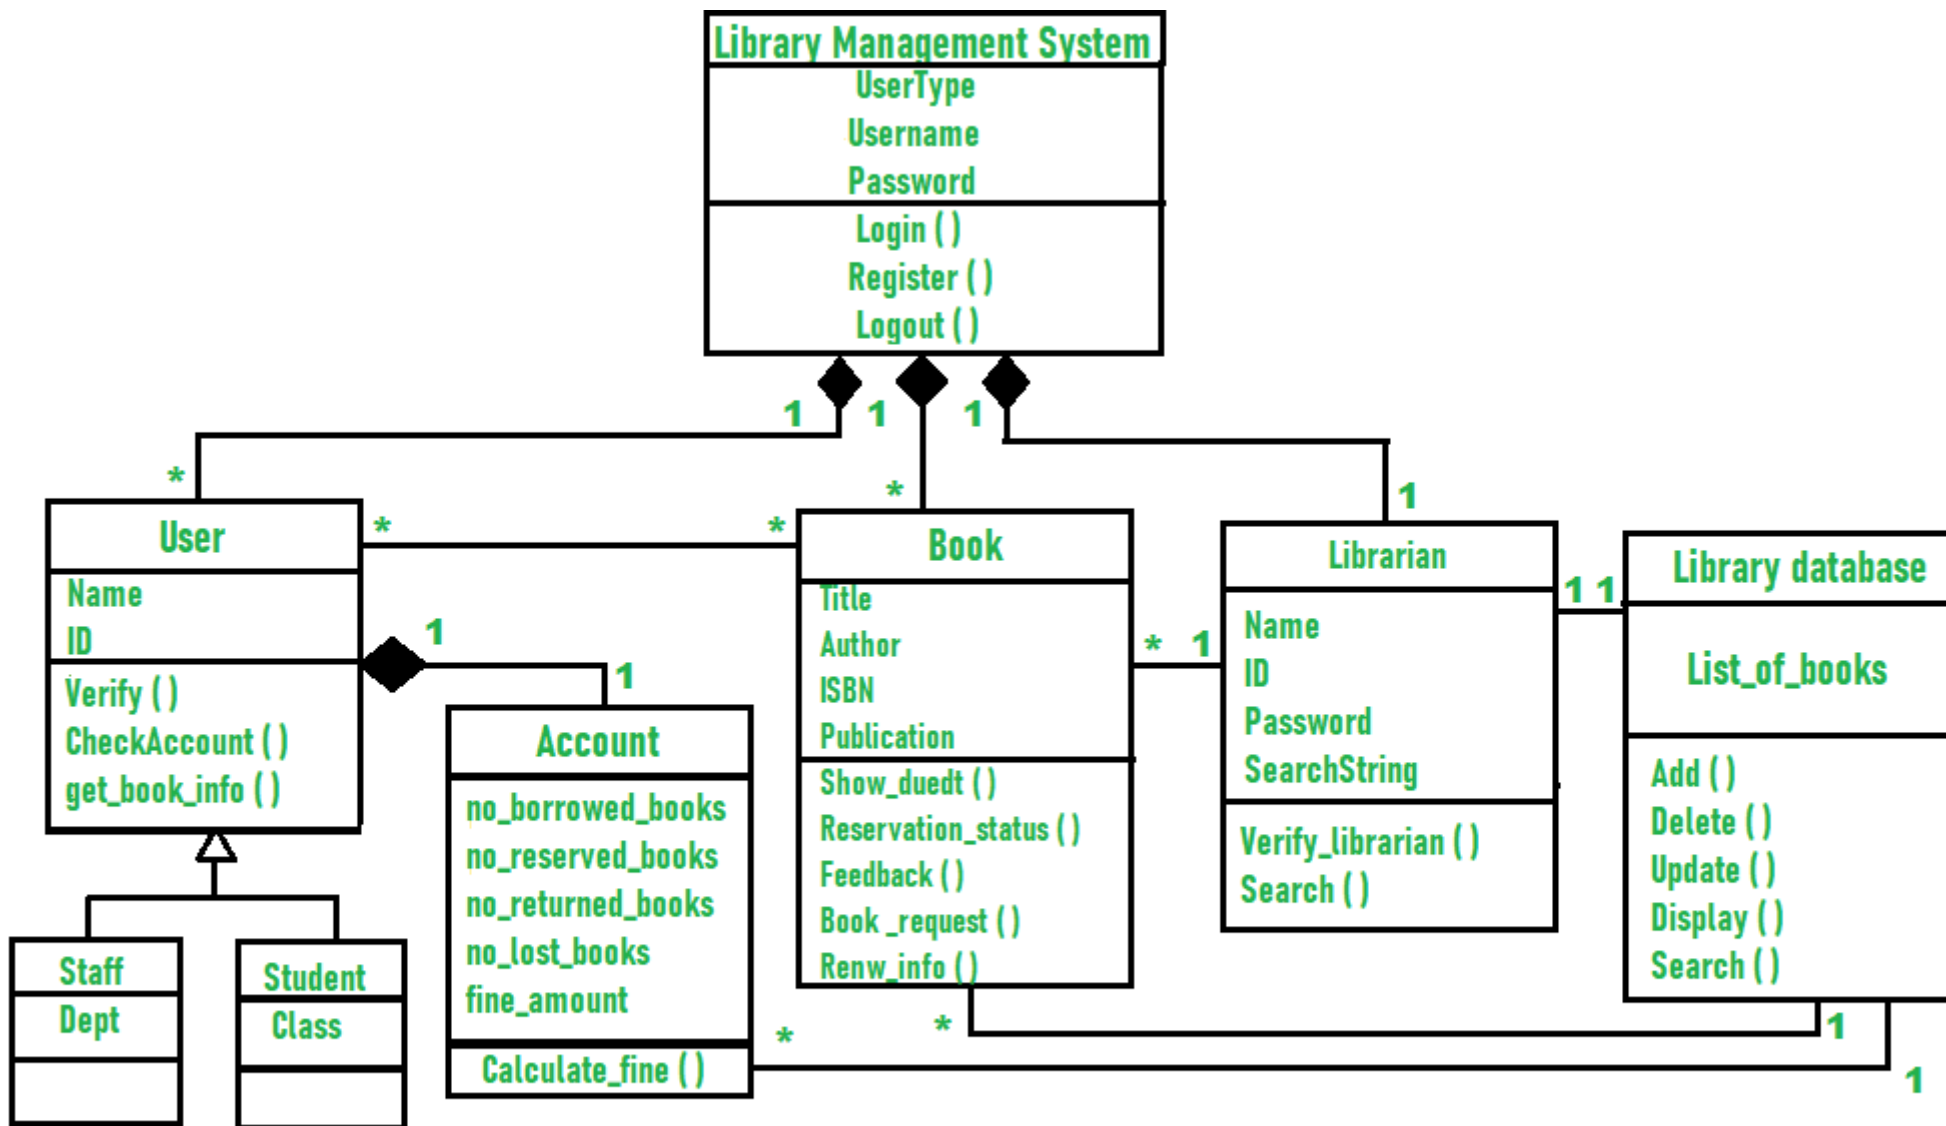 Library Management System
UserType
Username
Password
Login ( )
Register ( )
Logout ( )
1
1
1
*
*
1
User
Name
ID
Verify ( )
CheckAccount ( )
get_book_info ( )
*
*
1
1
Book
Title
Author
ISBN
Publication
Show_duedt ( )
Reservation_status ( )
Feedback ( )
Book _request ( )
Renw_info ( )
*
1
Librarian
Name
ID
Password
SearchString
Verify_librarian ( )
Search ( )
1
1
Library database
List_of_books
Add ( )
Delete ( )
Update ( )
Display ( )
Search ( )
Account
no_borrowed_books
no_reserved_books
no_returned_books
no_lost_books
fine_amount
Calculate_fine ( )
Staff
Dept
Student
Class
*
1
*
1